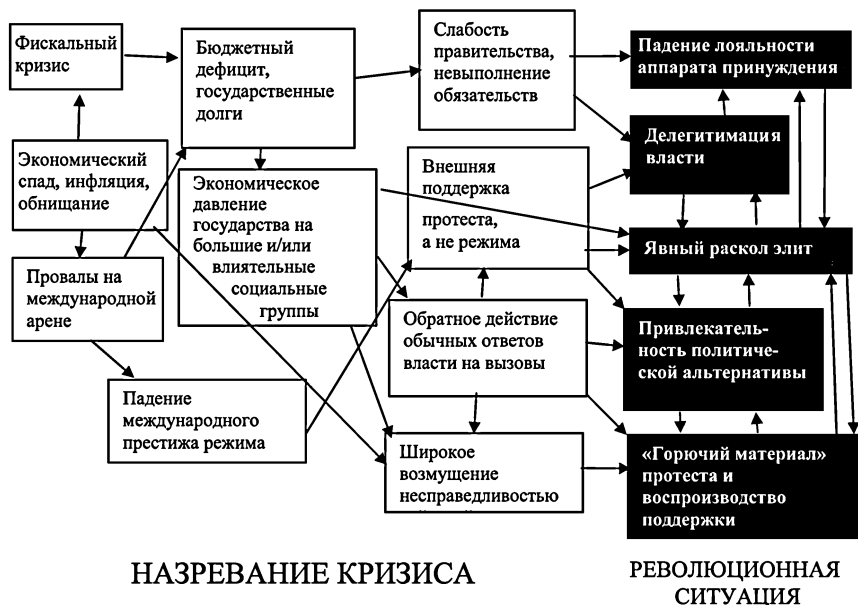 Фискальный
кризис
Бюджетный
дефицит,
государственные
долги
Слабость
правительства,
невыполнение
обязательств
Падение лояльности
аппарата принуждения
Экономический
спад, инфляция,
обнищание
Экономическое
давление
государства на
большие и/или
влиятельные
социальные
группы
Внешняя
поддержка
протеста,
а не режима
Делегитимация
власти
Явный раскол элит
Провалы на
международной
арене
Обратное действие
обычных ответов
власти на вызовы
Привлекатель-
ность политиче-
ской альтернативы
Падение
международного
престижа режима
Широкое
возмущение
несправедливостью
«Горючий материал»
протеста и
воспроизводство
поддержки
НАЗРЕВАНИЕ КРИЗИСА
РЕВОЛЮЦИОННАЯ
СИТУАЦИЯ